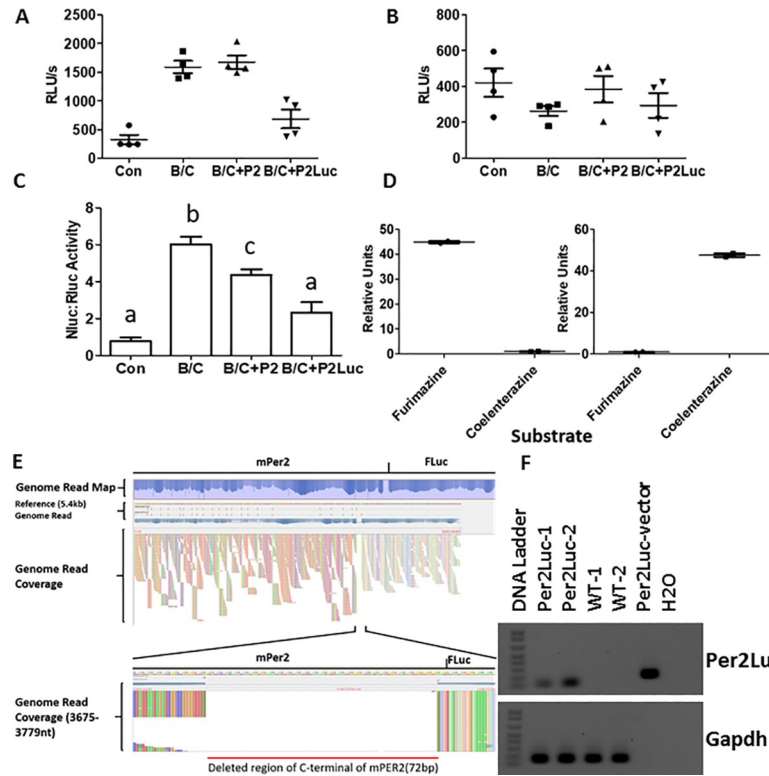 A
RLU/s
2500
2000
1500
1000
500
0
Con B/C B/C+P2 B/C+P2Luc
B
RLU/s
800
600
400
200
0
Con B/C B/C+P2 B/C+P2Luc
C
Nluc:Rluc Activity
8
6
4
2
0
a
b
c
a
Con B/C B/C+P2 B/C+P2Luc
D
Relative Units
50
40
30
20
10
0
Furimazine
Coelenterazine
Relative Units
60
40
20
0
Furimazine
Coelenterazine
Substrate
E
mPer2 FLuc
Genome Read Map
Reference (5.4kb)
Genome Read
Genome Read
Coverage
mPer2 FLuc
Genome Read
Coverage (3675-
3779nt)
Deleted region of C-terminal of mPER2(72bp)
F
DNA Ladder
Per2Luc-1
Per2Luc-2
WT-1
WT-2
Per2Luc-vector
H2O
Per2Lu
Gapdh